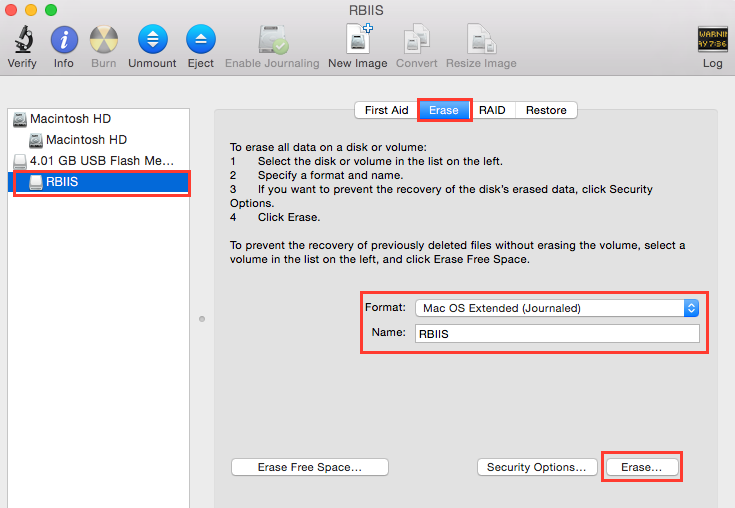 RBIIS
WARNIN
AY 7:36
Verify Info Burn Unmount Eject Enable Journaling New Image Convert Resize Image Log
First Aid Erase RAID Restore
Macintosh HD
Macintosh HD
4.01 GB USB Flash Me...
RBIIS
To erase all data on a disk or volume:
1 Select the disk or volume in the list on the left.
2 Specify a format and name.
3 If you want to prevent the recovery of the disk's erased data, click Security
Options.
4 Click Erase.
To prevent the recovery of previously deleted files without erasing the volume, select a
volume in the list on the left, and click Erase Free Space.
Format: Mac OS Extended (Journaled)
Name: RBIIS
Erase Free Space... Security Options... Erase...